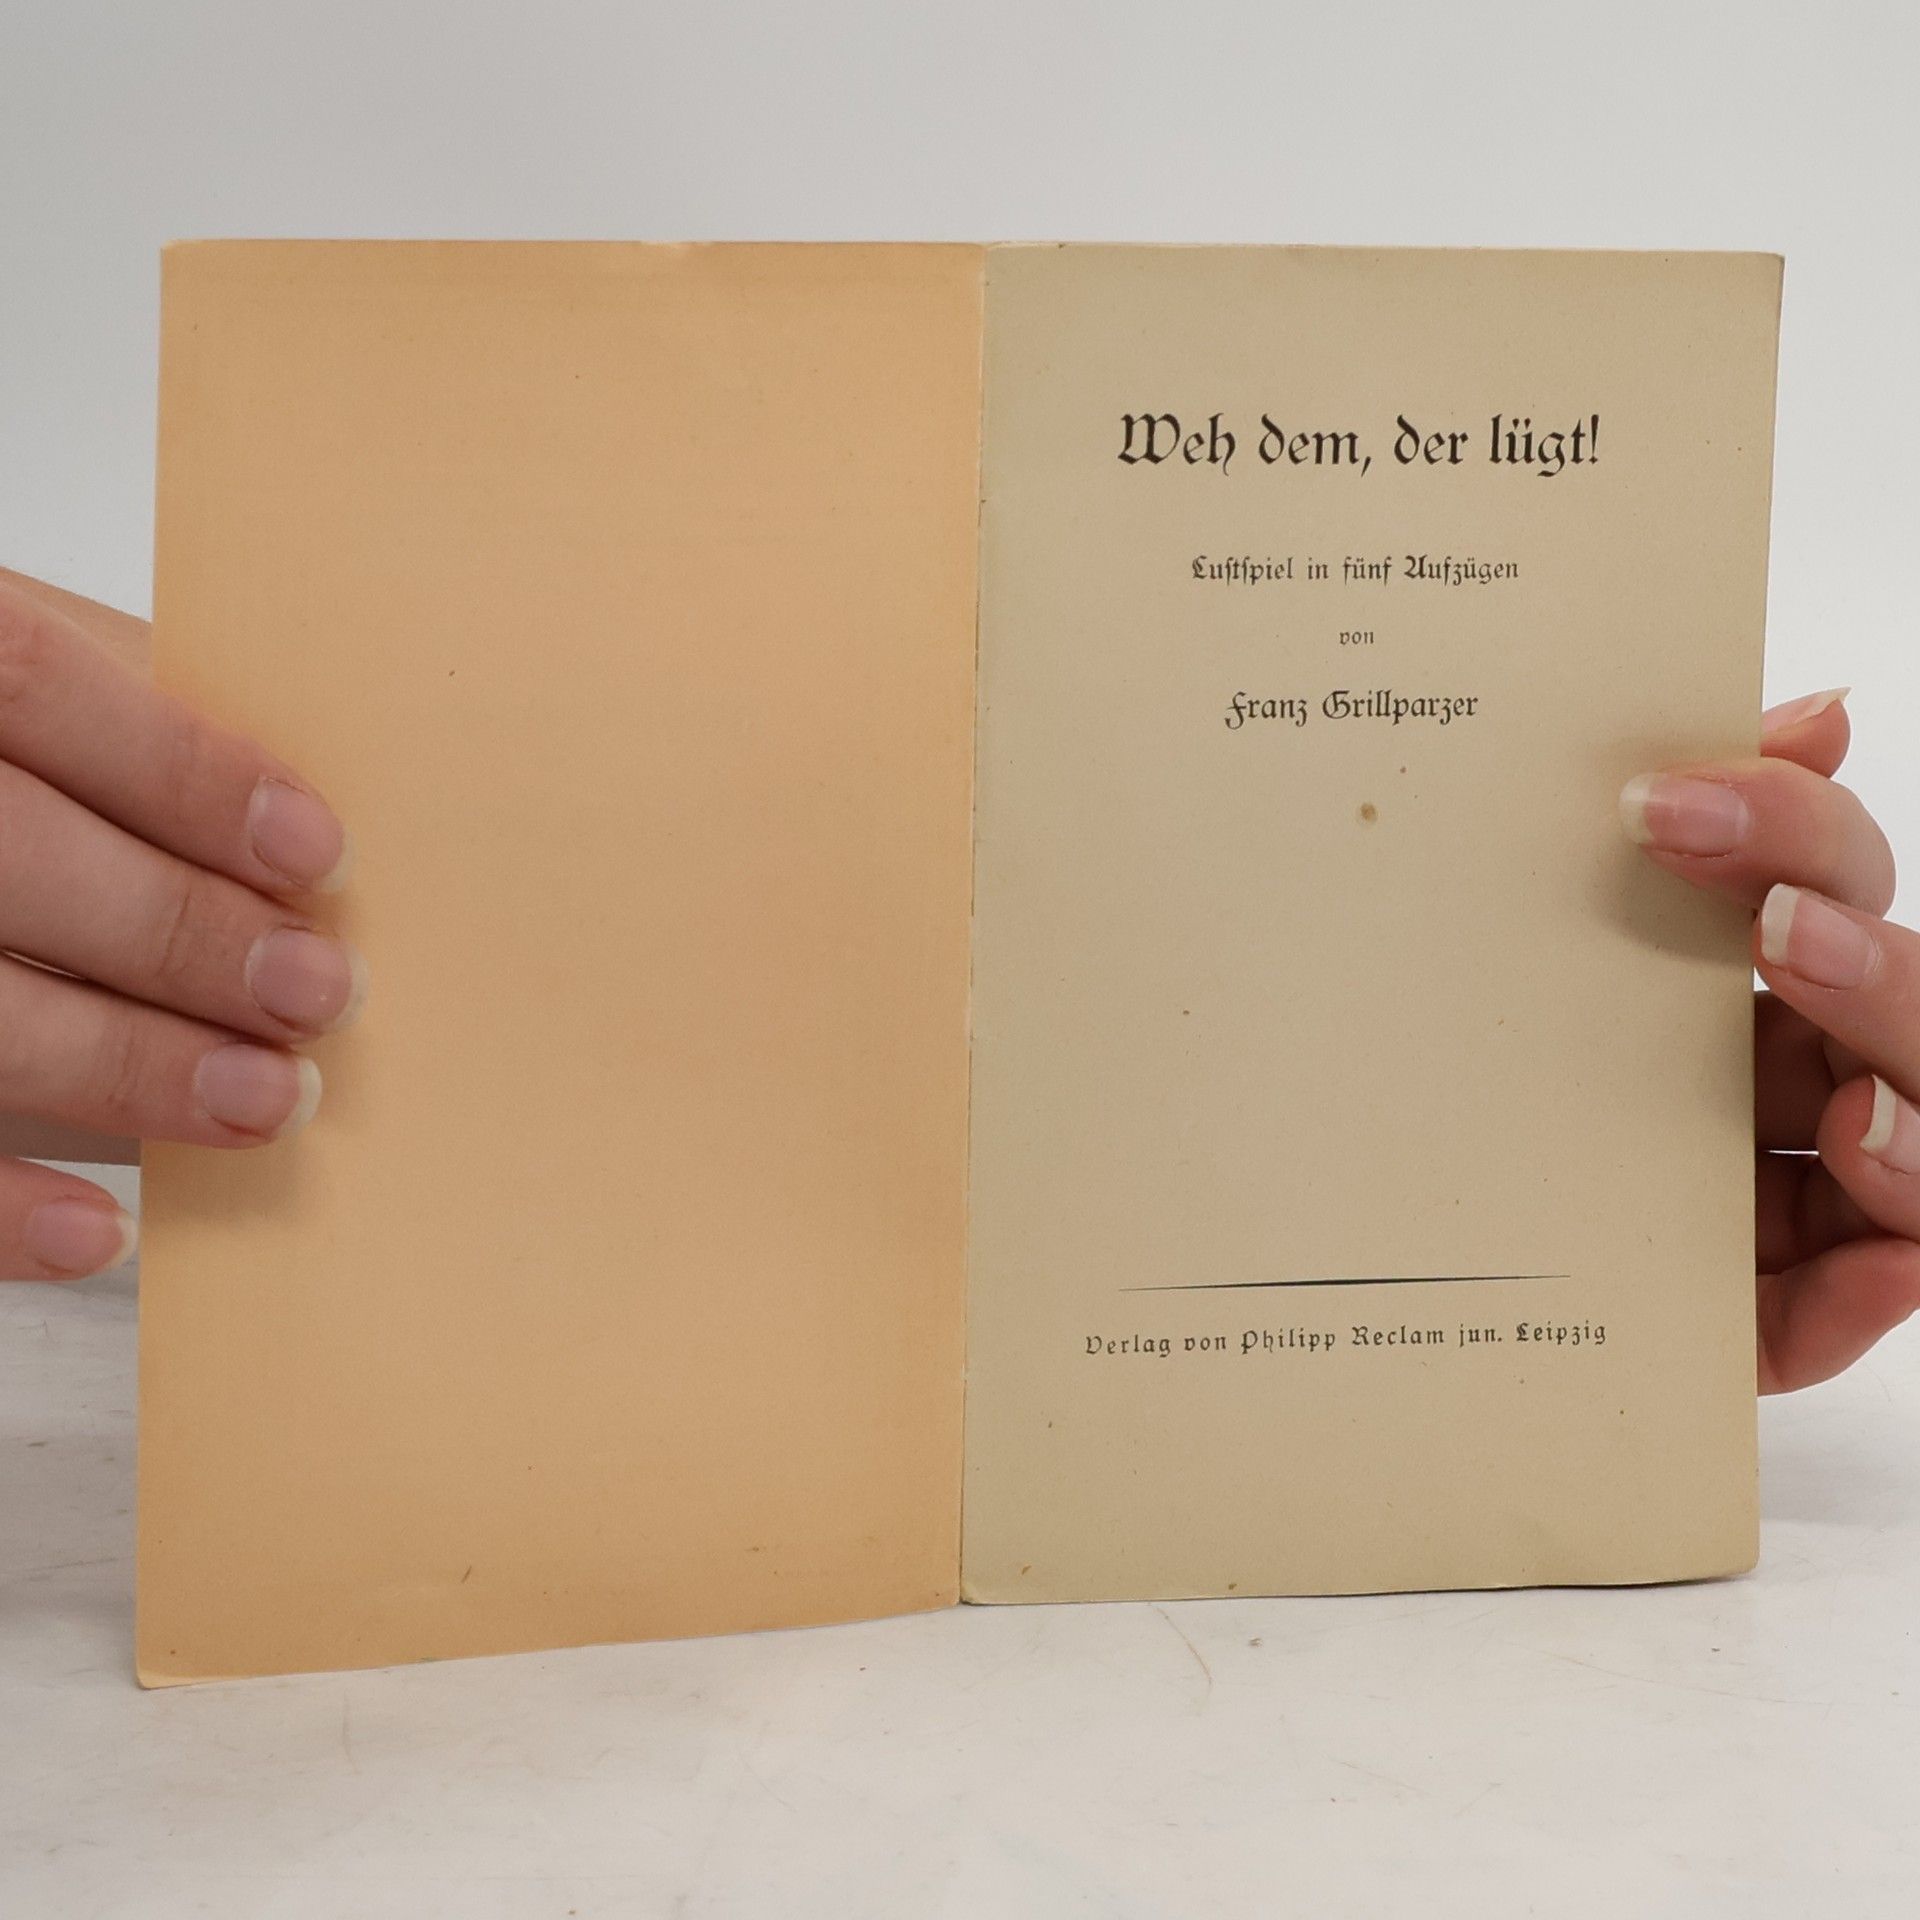 Weh dem, der lügt!
Luſtſpiel in fünf Aufzügen
von
Franz Grillparzer
Verlag von Philipp Reclam jun. Leipzig